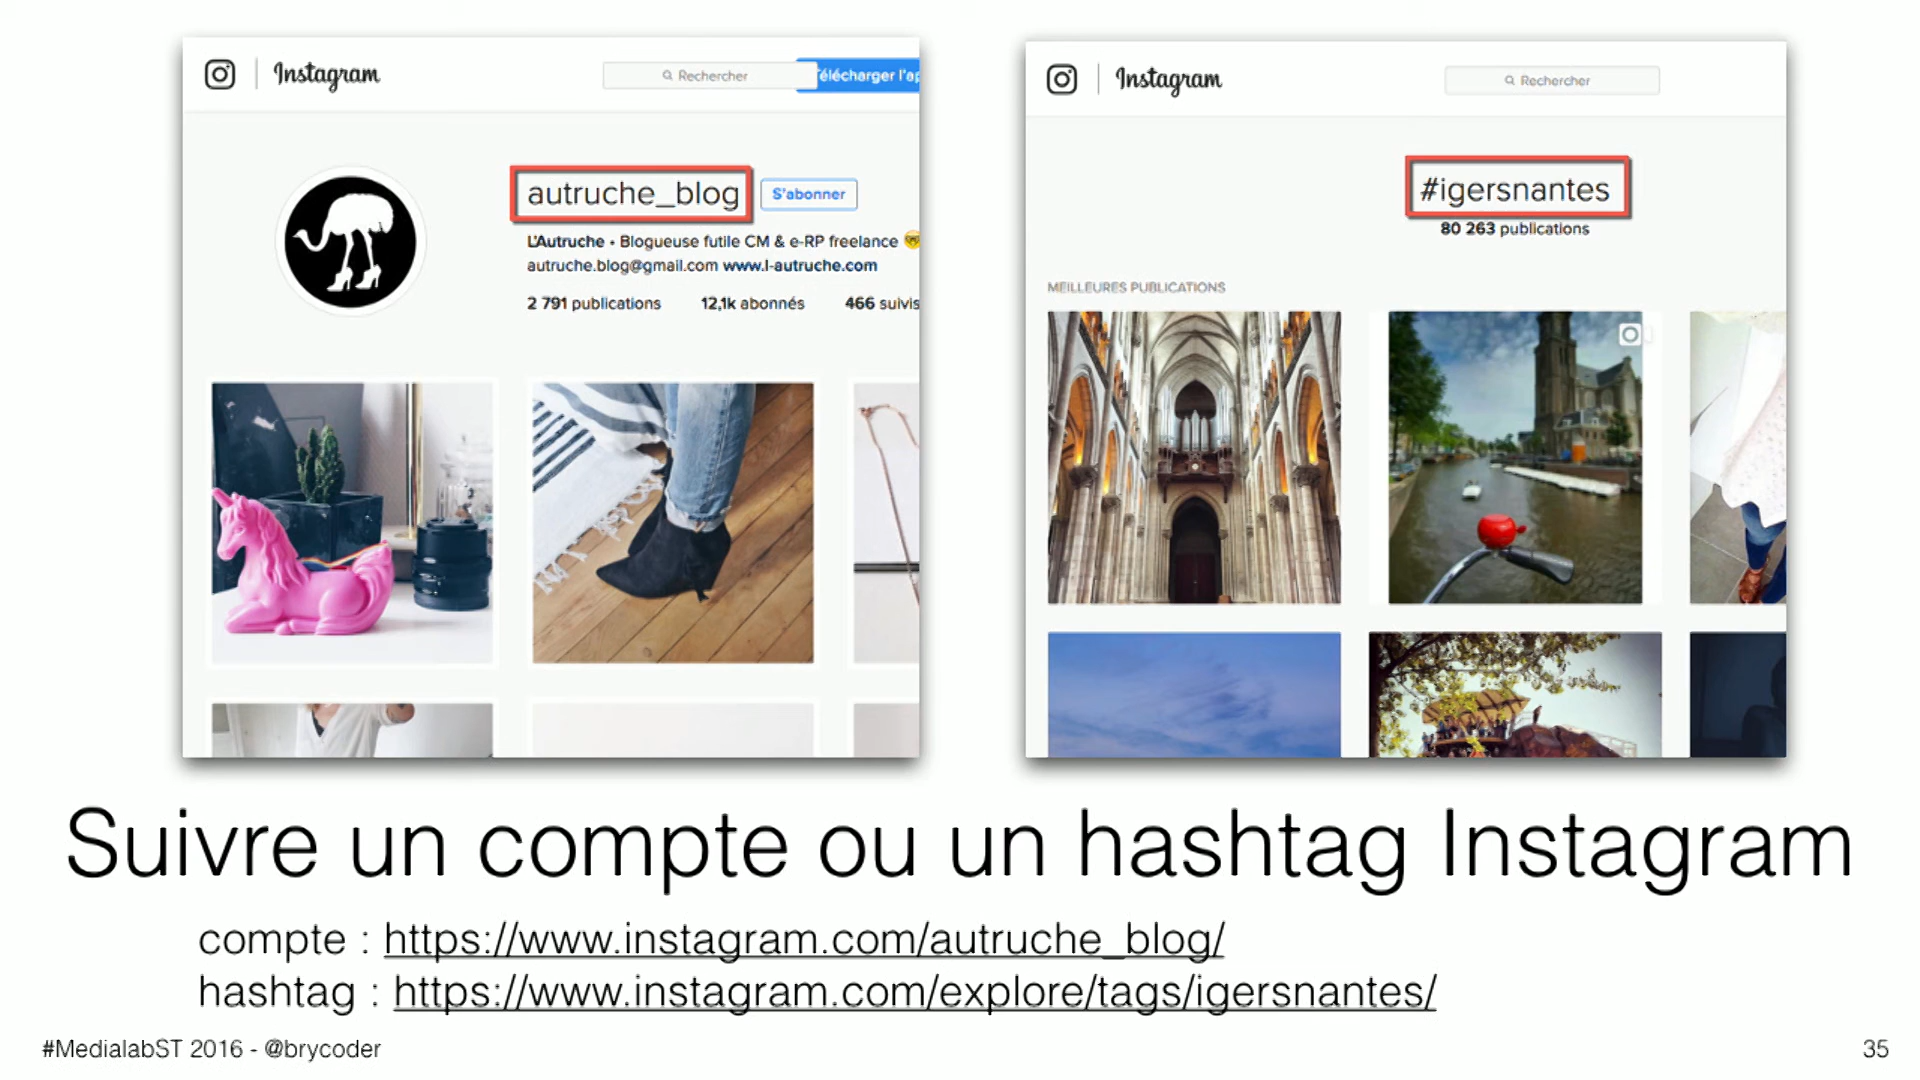 Instagram
Rechercher
Télécharger l'ap
autruche_blog
S'abonner
L'Autruche • Blogueuse futile CM & e-RP freelance
autruche.blog@gmail.com www.l-autruche.com
2 791 publications 12,1k abonnés 466 suivis
Instagram
Rechercher
#igersnantes
80 263 publications
MEILLEURES PUBLICATIONS
Suivre un compte ou un hashtag Instagram
compte : https://www.instagram.com/autruche_blog/
hashtag : https://www.instagram.com/explore/tags/igersnantes/
#MedialabST 2016 - @brycoder
35